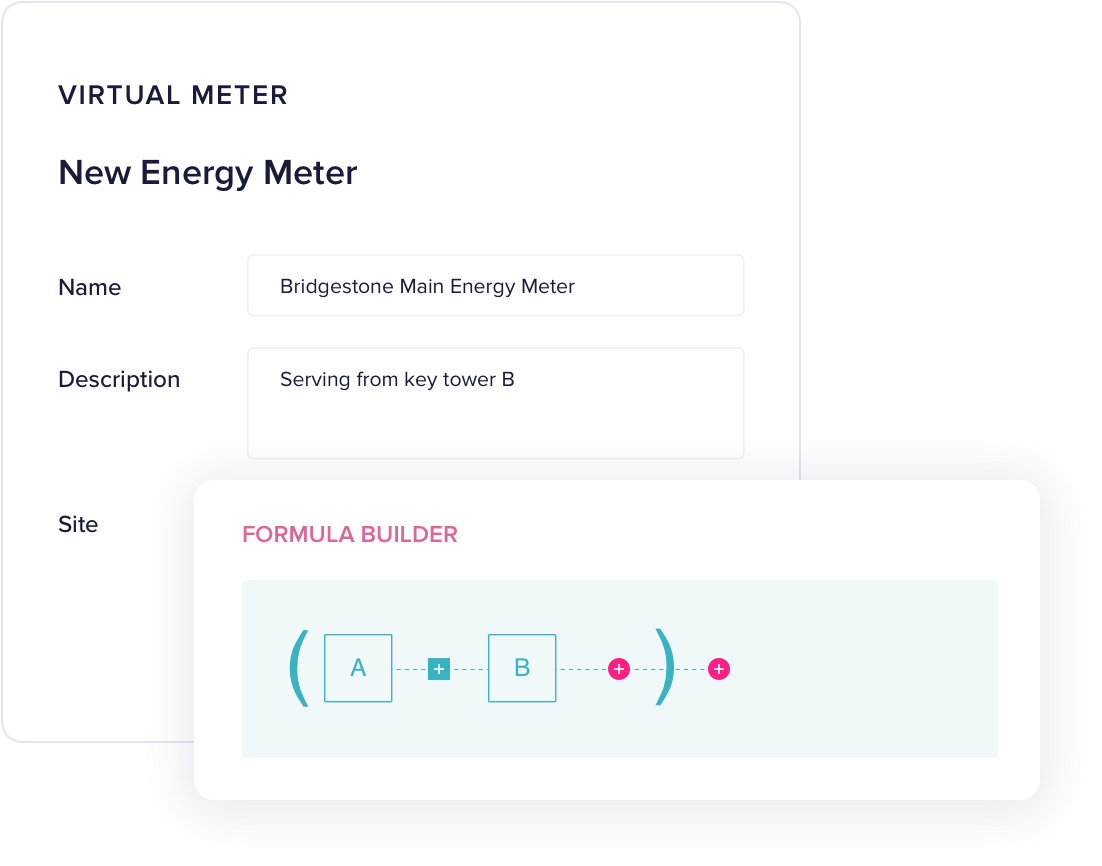 VIRTUAL METER
New Energy Meter
Name Bridgestone Main Energy Meter
Description Serving from key tower B
Site
FORMULA BUILDER
( A + B + ) +